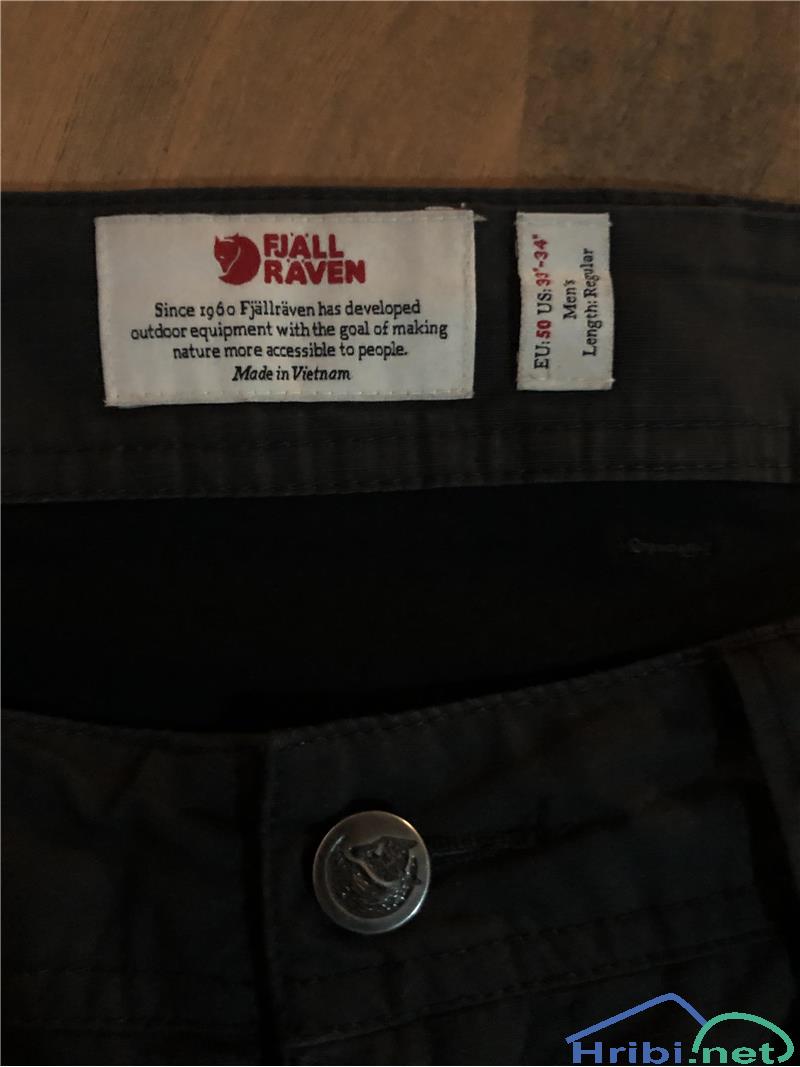 FJÄLL
RÄVEN
Since 1960 Fjällräven has developed
outdoor equipment with the goal of making
nature more accessible to people.
Made in Vietnam
EU: 50 US: 33"-34"
Men's
Length: Regular
Hribi.net